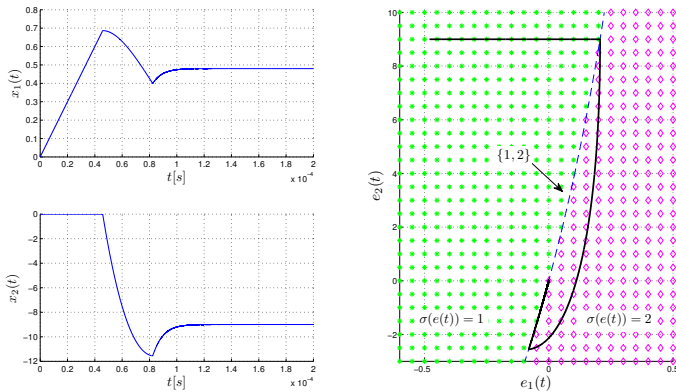 0.8
0.7
0.6
0.5
0.4
0.3
0.2
0.1
0
x₁(t)
0 0.2 0.4 0.6 0.8 1 1.2 1.4 1.6 1.8 2
t[s]
x 10⁻⁴
0
−2
−4
−6
−8
−10
−12
x₂(t)
0 0.2 0.4 0.6 0.8 1 1.2 1.4 1.6 1.8 2
t[s]
x 10⁻⁴
10
8
6
4
2
0
−2
e₂(t)
{1, 2}
σ(e(t)) = 1
σ(e(t)) = 2
−0.5 0 0.5
e₁(t)